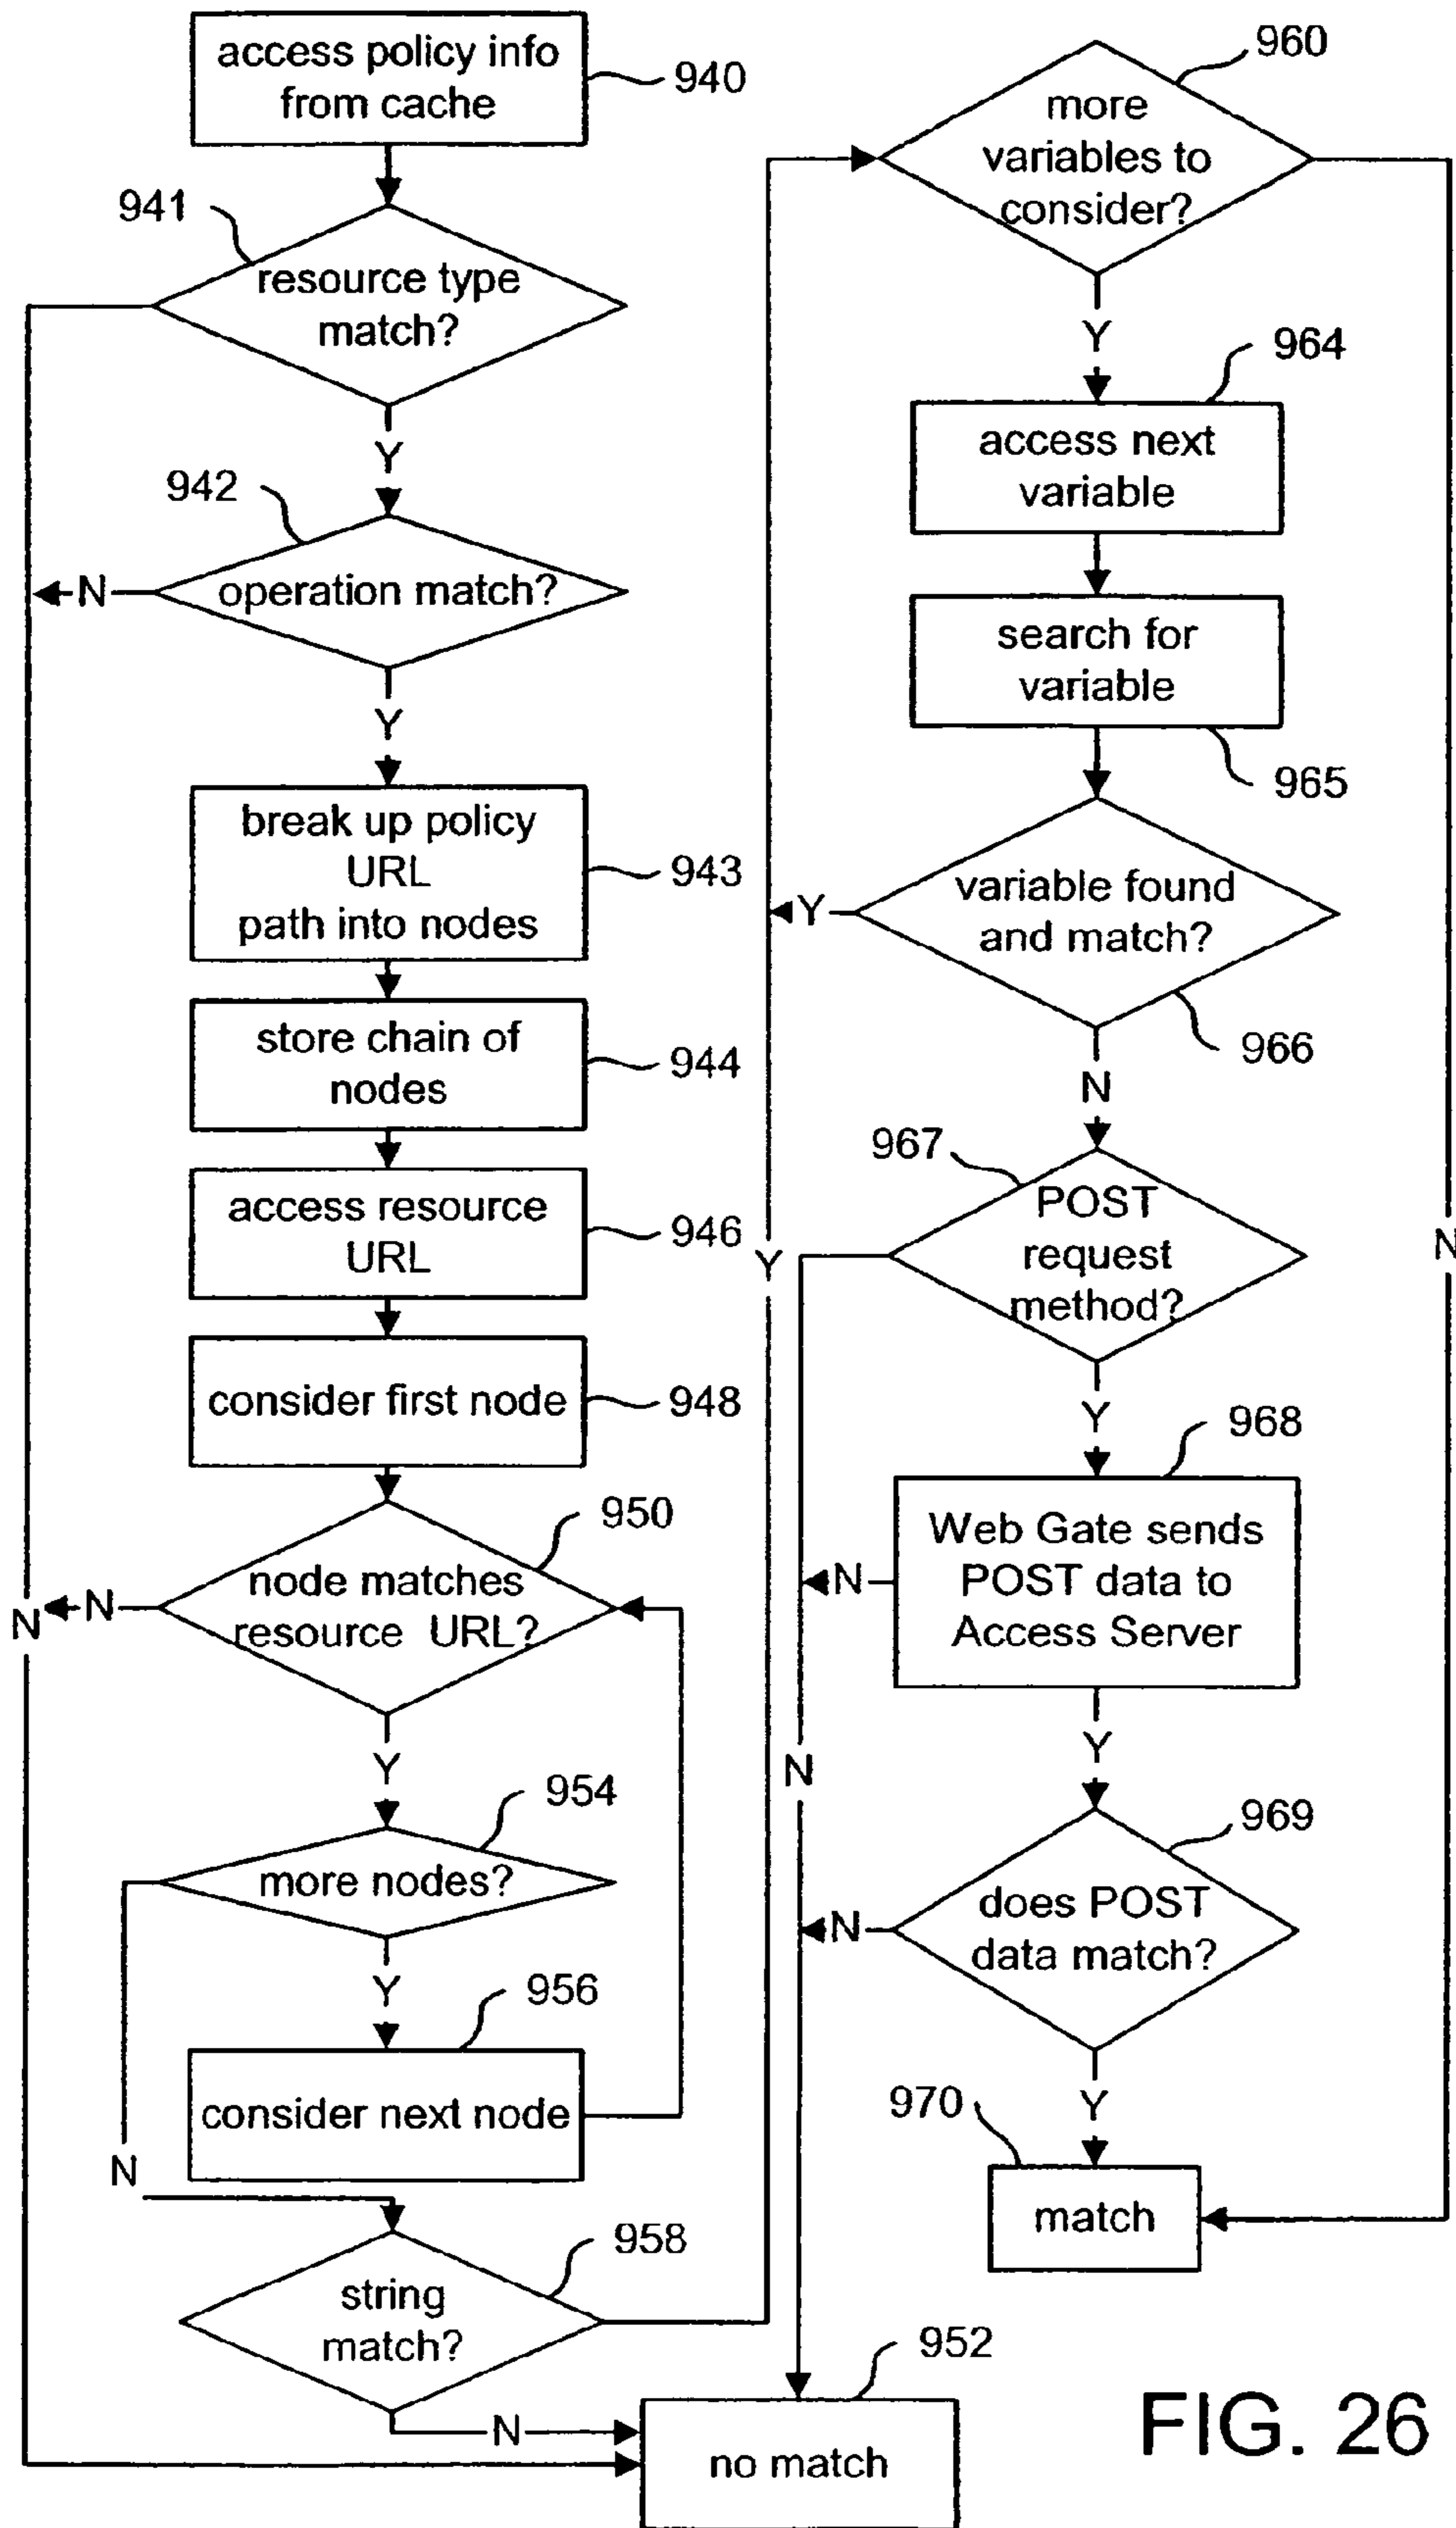 access policy info
from cache
940
941
resource type
match?
Y
942
operation match?
N
Y
break up policy
URL
path into nodes
943
store chain of
nodes
944
access resource
URL
946
consider first node
948
950
node matches
resource URL?
N
N
Y
954
more nodes?
Y
956
consider next node
N
958
string
match?
N
952
no match
960
more
variables to
consider?
Y
964
access next
variable
search for
variable
965
variable found
and match?
Y
966
N
Y
N
967
POST
request
method?
Y
968
Web Gate sends
POST data to
Access Server
N
Y
N
969
does POST
data match?
N
Y
970
match
FIG. 26